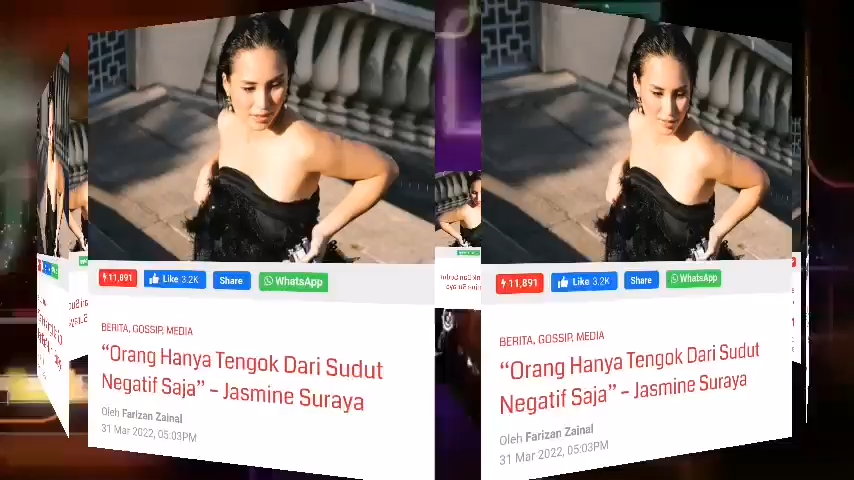 11,891 Like 3.2K Share WhatsApp
BERITA, GOSSIP, MEDIA
“Orang Hanya Tengok Dari Sudut
Negatif Saja” – Jasmine Suraya
Oleh Farizan Zainal
31 Mar 2022, 05:03PM
11,891 Like 3.2K Share WhatsApp
BERITA, GOSSIP, MEDIA
“Orang Hanya Tengok Dari Sudut
Negatif Saja” – Jasmine Suraya
Oleh Farizan Zainal
31 Mar 2022, 05:03PM